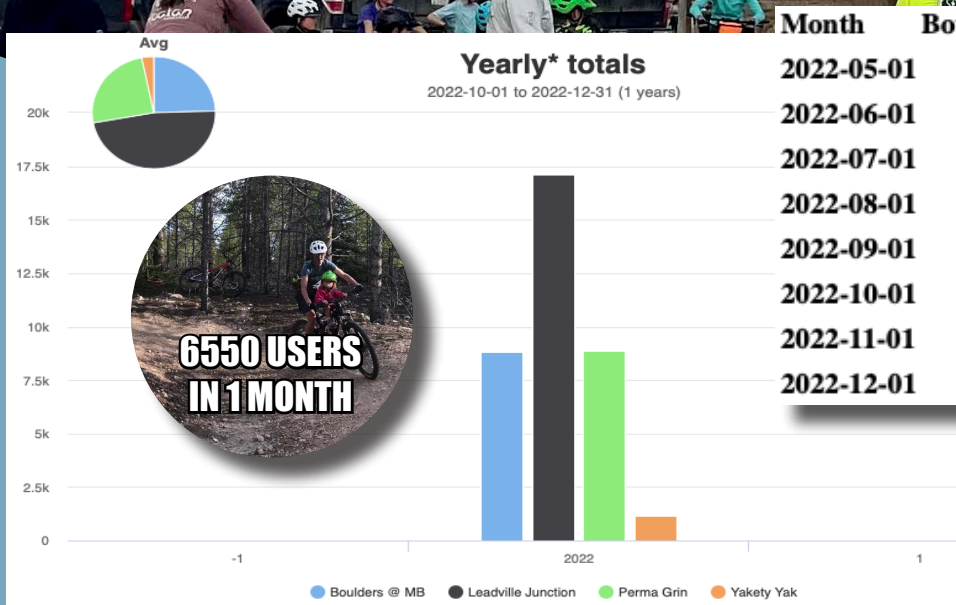 Avg
Yearly* totals
2022-10-01 to 2022-12-31 (1 years)
20k
17.5k
15k
12.5k
10k
7.5k
5k
2.5k
0
6550 USERS
IN 1 MONTH
-1
2022
1
Boulders @ MB
Leadville Junction
Perma Grin
Yakety Yak
Month Bo
2022-05-01
2022-06-01
2022-07-01
2022-08-01
2022-09-01
2022-10-01
2022-11-01
2022-12-01